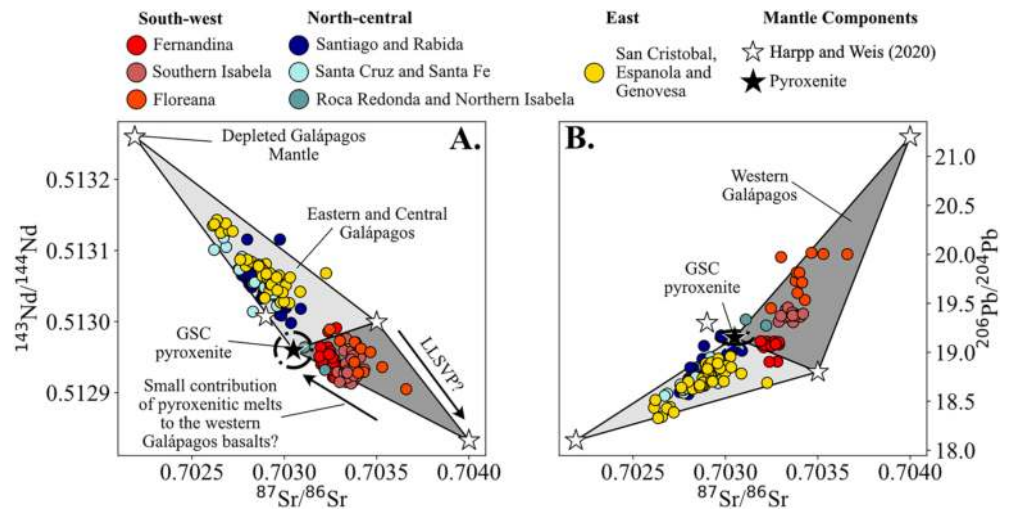 South-west
North-central
East
Mantle Components
Fernandina
Southern Isabela
Floreana
Santiago and Rabida
Santa Cruz and Santa Fe
Roca Redonda and Northern Isabela
San Cristobal,
Espanola and
Genovesa
Harpp and Weis (2020)
Pyroxenite
A.
Depleted Galápagos
Mantle
Eastern and Central
Galápagos
GSC
pyroxenite
LLSVP?
Small contribution
of pyroxenitic melts
to the western
Galápagos basalts?
0.5132
0.5131
0.5130
0.5129
¹⁴³Nd/¹⁴⁴Nd
0.7025 0.7030 0.7035 0.7040
⁸⁷Sr/⁸⁶Sr
B.
Western
Galápagos
GSC
pyroxenite
21.0
20.5
20.0
19.5
19.0
18.5
18.0
²⁰⁶Pb/²⁰⁴Pb
0.7025 0.7030 0.7035 0.7040
⁸⁷Sr/⁸⁶Sr